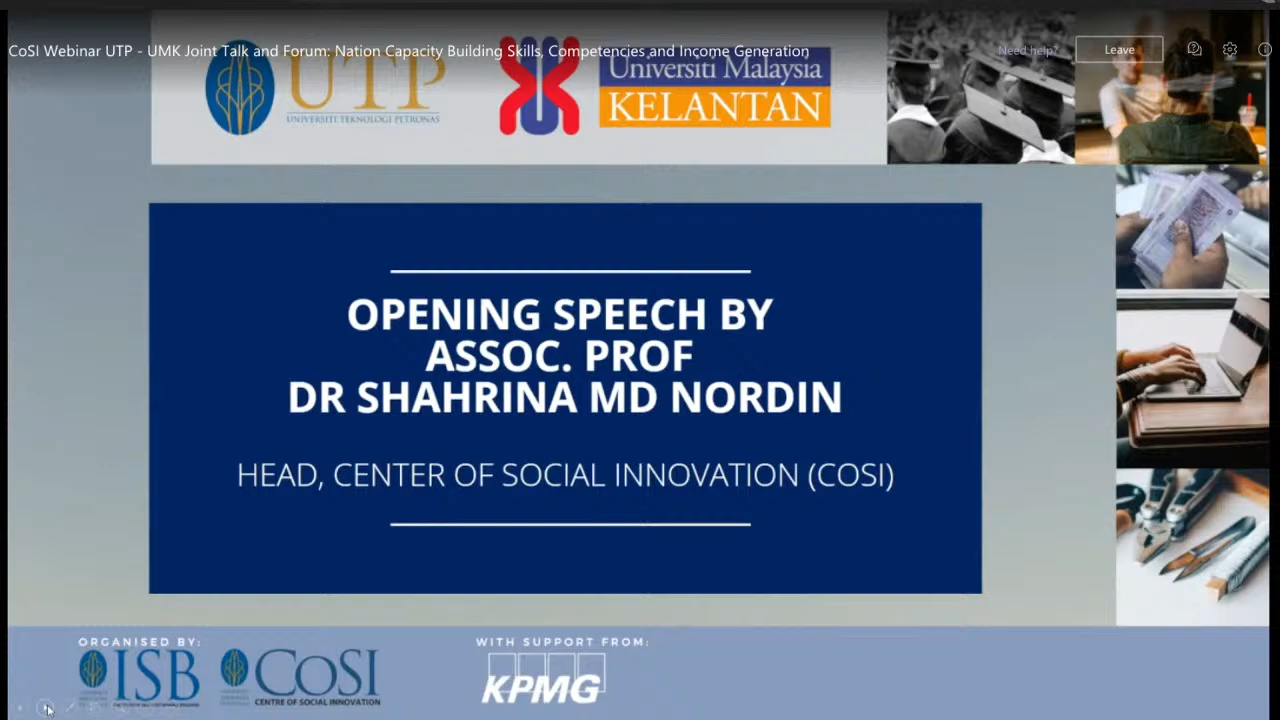 CoSI Webinar UTP - UMK Joint Talk and Forum: Nation Capacity Building Skills, Competencies and Income Generation
Need help?
Leave
UTP
UNIVERSITI TEKNOLOGI PETRONAS
Universiti Malaysia
KELANTAN
OPENING SPEECH BY
ASSOC. PROF
DR SHAHRINA MD NORDIN
HEAD, CENTER OF SOCIAL INNOVATION (COSI)
ORGANISED BY:
ISB
CoSI
CENTRE OF SOCIAL INNOVATION
WITH SUPPORT FROM:
KPMG